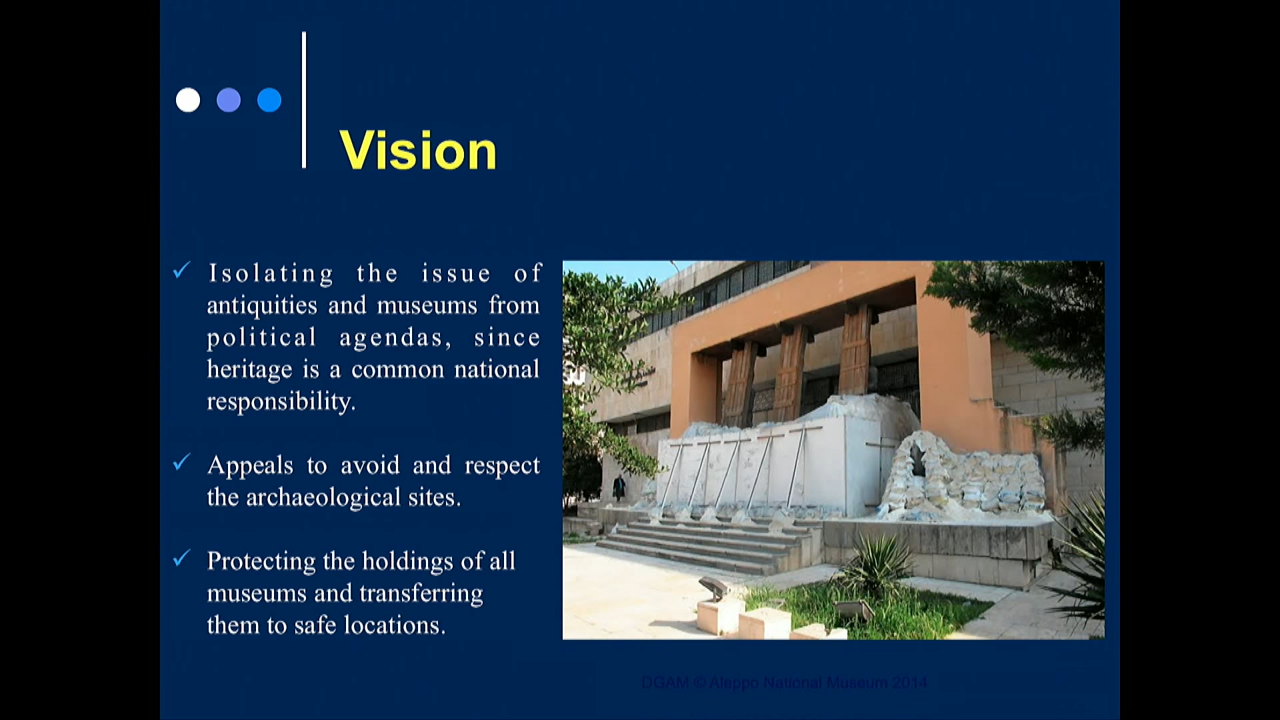 Vision
✓ Isolating the issue of
antiquities and museums from
political agendas, since
heritage is a common national
responsibility.
✓ Appeals to avoid and respect
the archaeological sites.
✓ Protecting the holdings of all
museums and transferring
them to safe locations.
DGAM © Aleppo National Museum 2014